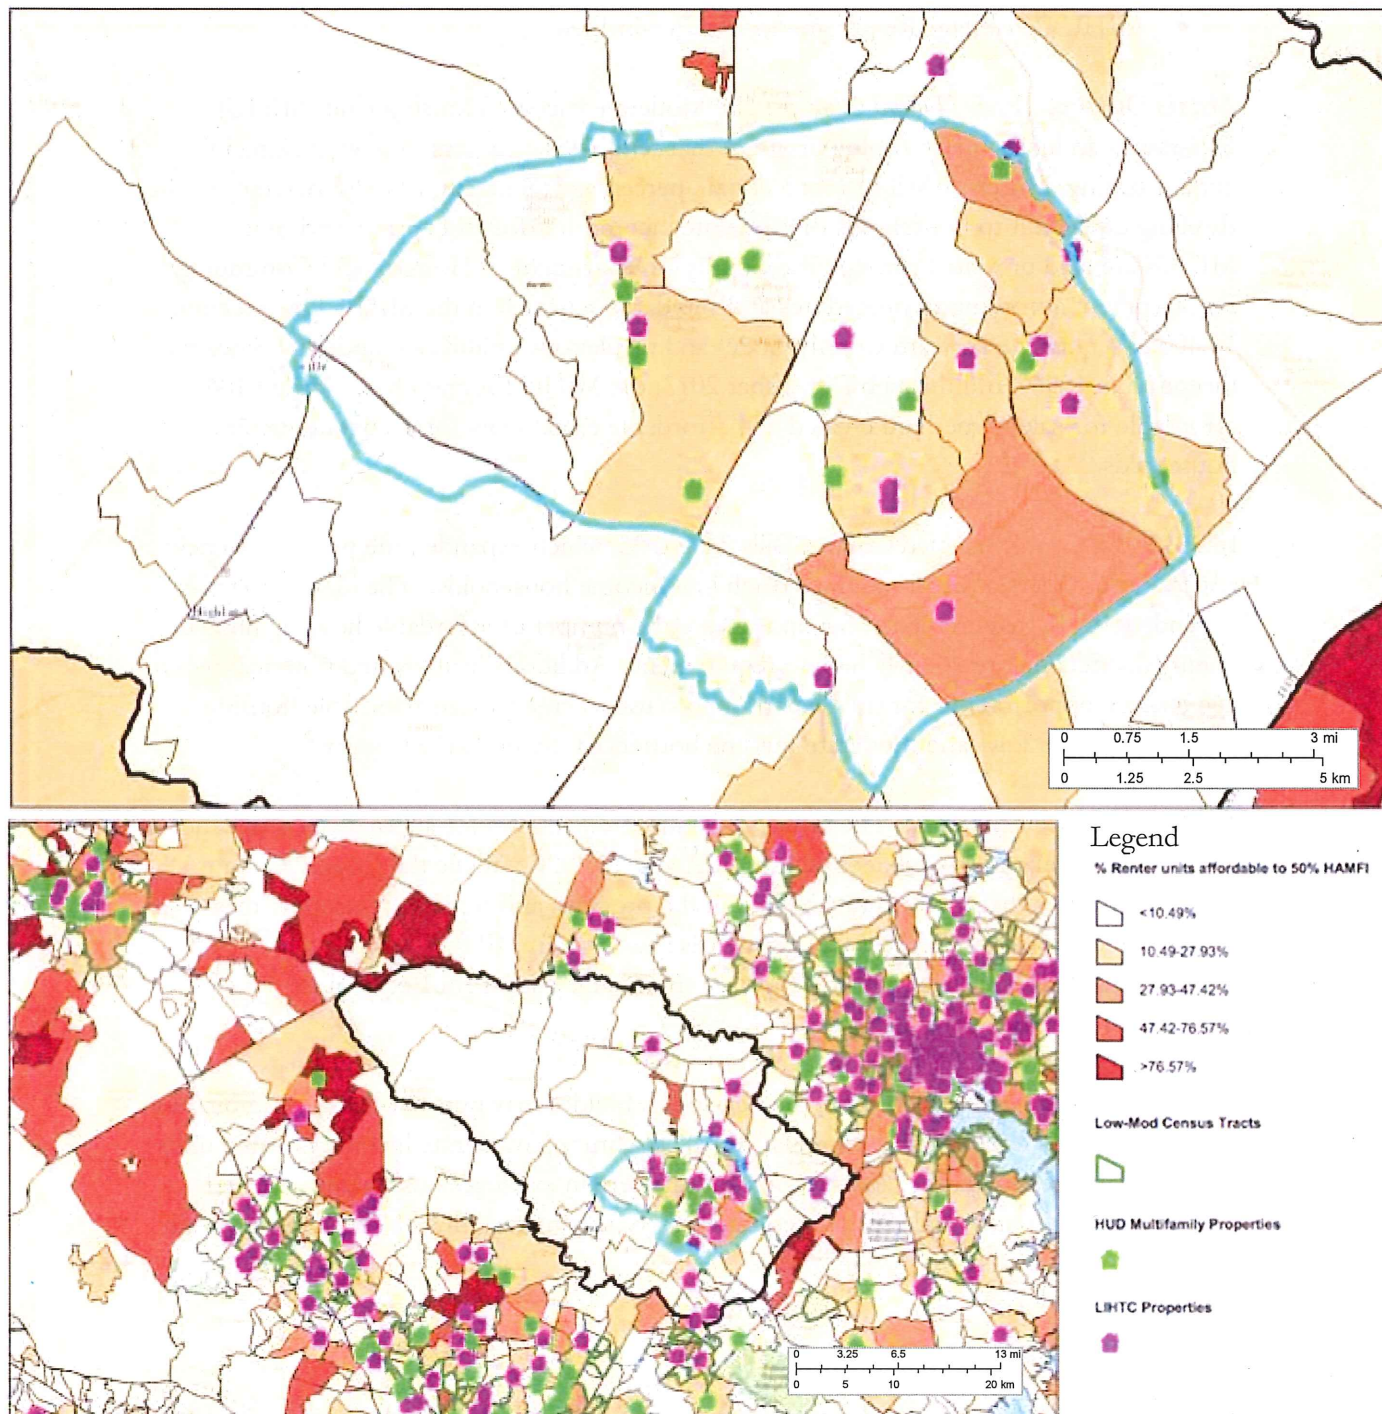 0 0.75 1.5 3 mi
0 1.25 2.5 5 km
Legend
% Renter units affordable to 50% HAMFI
<10.49%
10.49-27.93%
27.93-47.42%
47.42-76.57%
>76.57%
Low-Mod Census Tracts
HUD Multifamily Properties
LIHTC Properties
0 3.25 6.5 13 mi
0 5 10 20 km